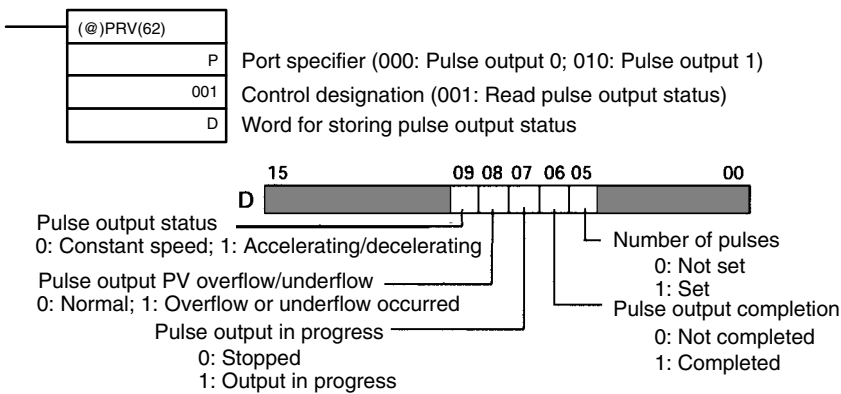 (@)PRV(62)
P Port specifier (000: Pulse output 0; 010: Pulse output 1)
001 Control designation (001: Read pulse output status)
D Word for storing pulse output status
15 09 08 07 06 05 00
D
Pulse output status
0: Constant speed; 1: Accelerating/decelerating
Pulse output PV overflow/underflow
0: Normal; 1: Overflow or underflow occurred
Pulse output in progress
0: Stopped
1: Output in progress
Number of pulses
0: Not set
1: Set
Pulse output completion
0: Not completed
1: Completed